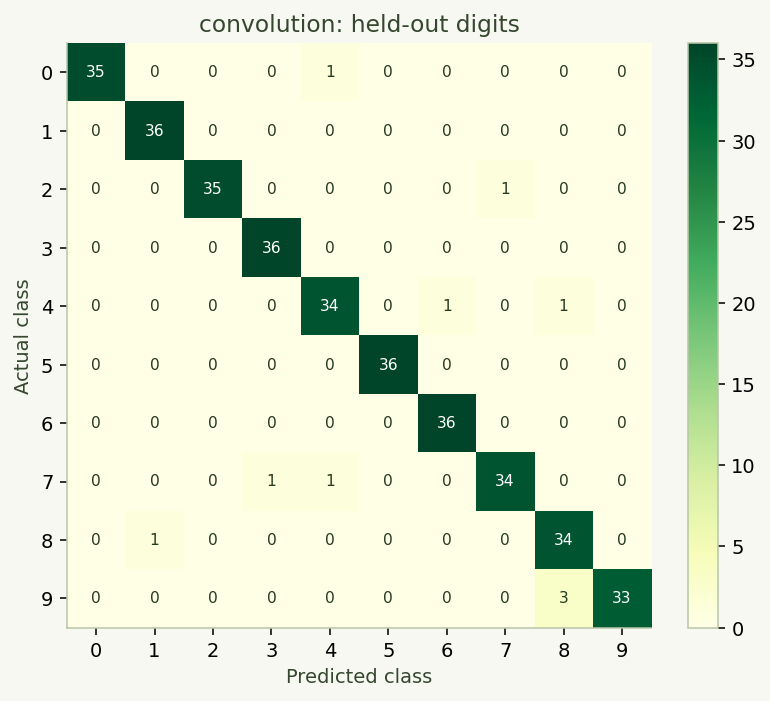 convolution: held-out digits
0 35 0 0 0 1 0 0 0 0 0
1 0 36 0 0 0 0 0 0 0 0
2 0 0 35 0 0 0 0 1 0 0
3 0 0 0 36 0 0 0 0 0 0
4 0 0 0 0 34 0 1 0 1 0
5 0 0 0 0 0 36 0 0 0 0
6 0 0 0 0 0 0 36 0 0 0
7 0 0 0 1 1 0 0 34 0 0
8 0 1 0 0 0 0 0 0 34 0
9 0 0 0 0 0 0 0 0 3 33
0 1 2 3 4 5 6 7 8 9
Predicted class
Actual class
35
30
25
20
15
10
5
0